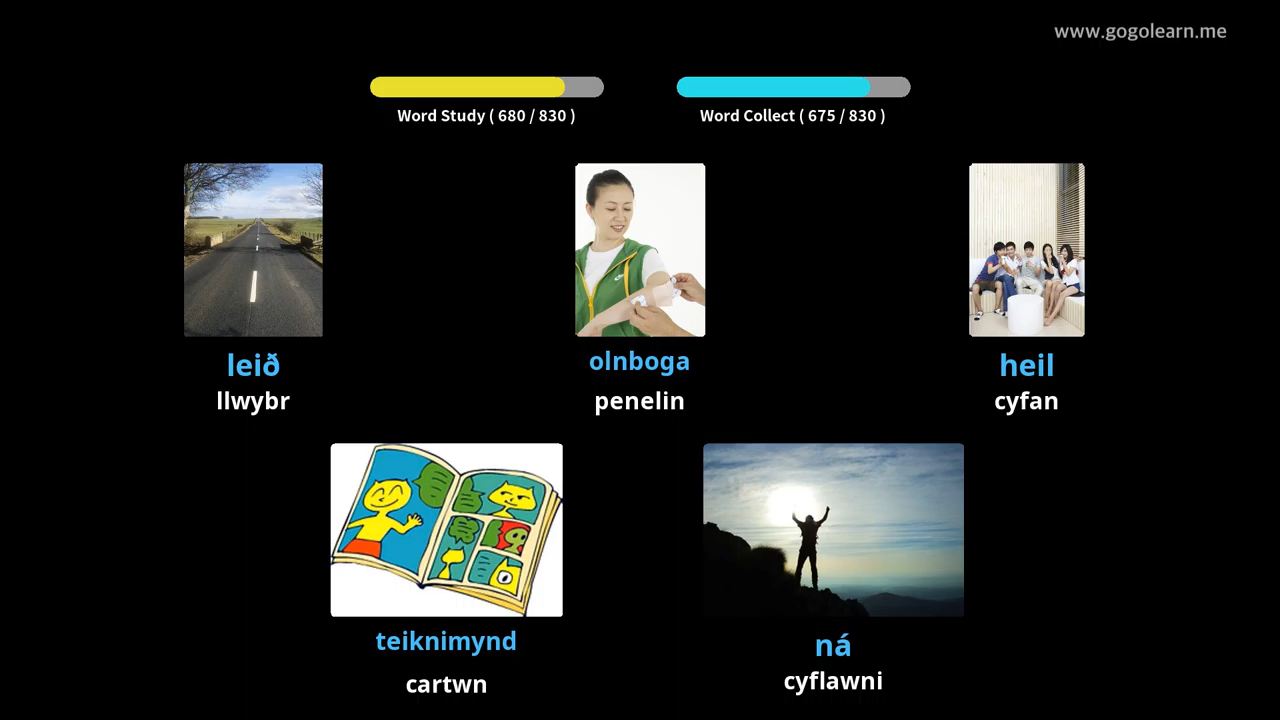 www.gogolearn.me
Word Study ( 680 / 830 )
Word Collect ( 675 / 830 )
leið
llwybr
olnboga
penelin
heil
cyfan
teiknimynd
cartwn
ná
cyflawni